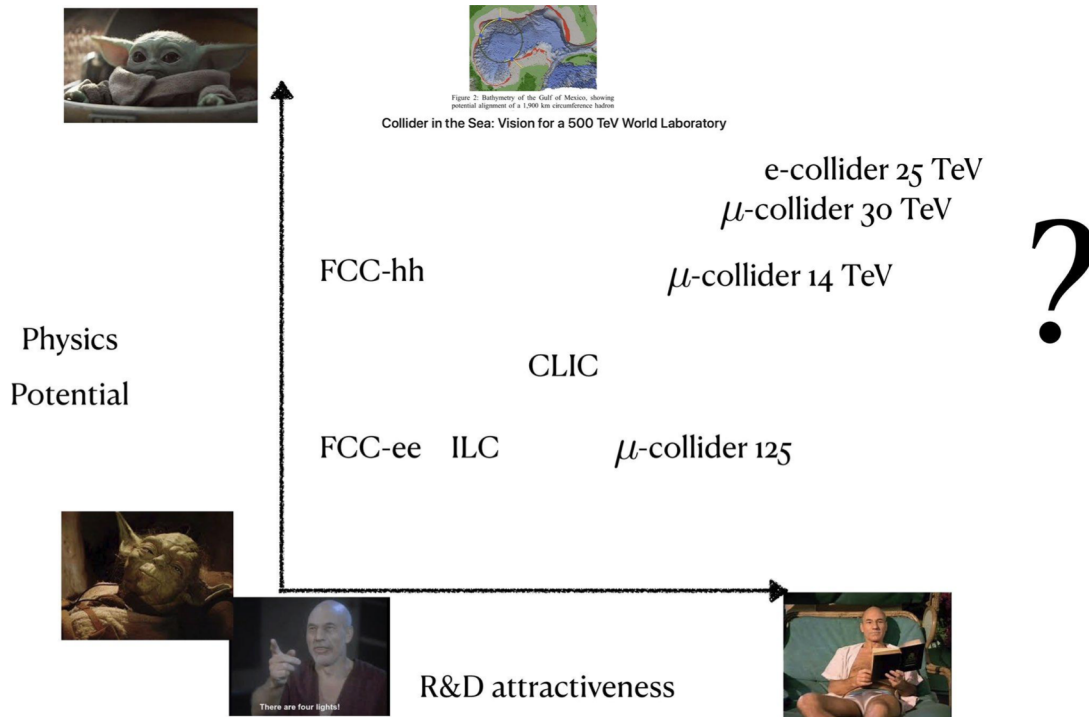 Figure 2: Bathymetry of the Gulf of Mexico, showing
potential alignment of a 1,900 km circumference hadron
Collider in the Sea: Vision for a 500 TeV World Laboratory
e-collider 25 TeV
μ-collider 30 TeV
?
FCC-hh
μ-collider 14 TeV
Physics
Potential
CLIC
FCC-ee
ILC
μ-collider 125
There are four lights!
R&D attractiveness